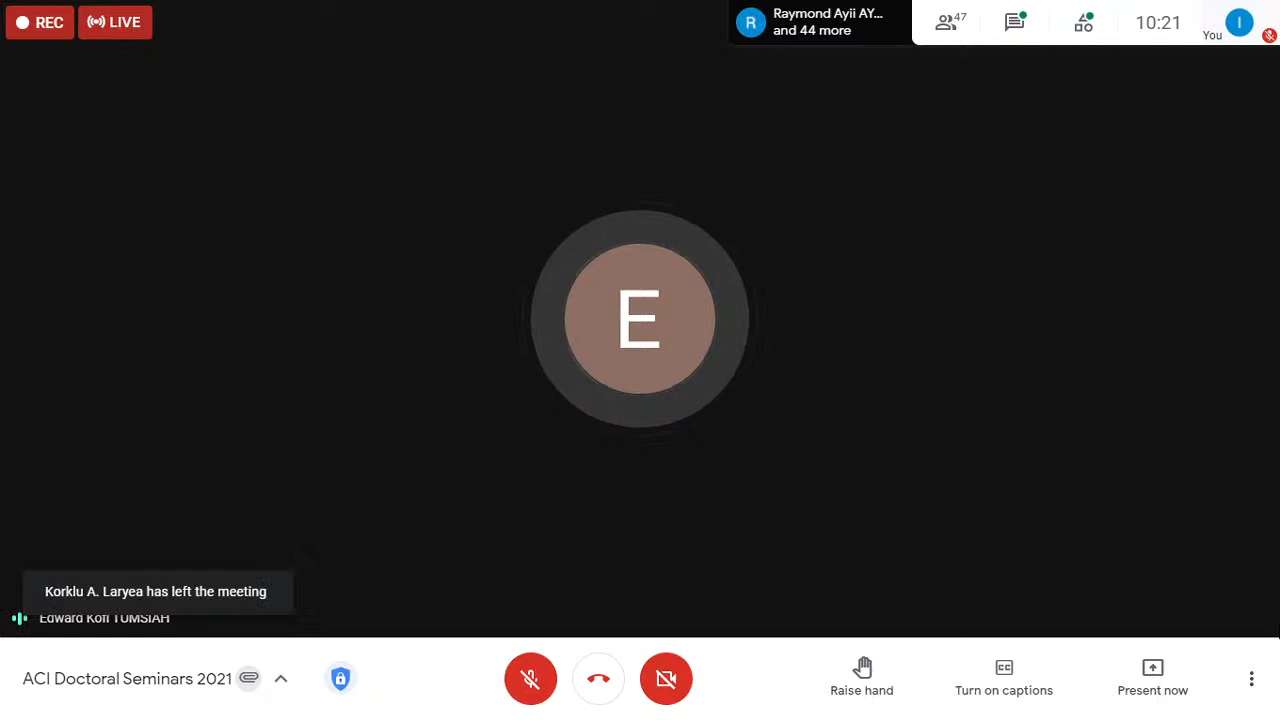 REC
LIVE
R
Raymond Ayii AY...
and 44 more
47
10:21
You
I
E
Korklu A. Laryea has left the meeting
Edward Kofi TUMSIAH
ACI Doctoral Seminars 2021
CC
Raise hand
Turn on captions
Present now